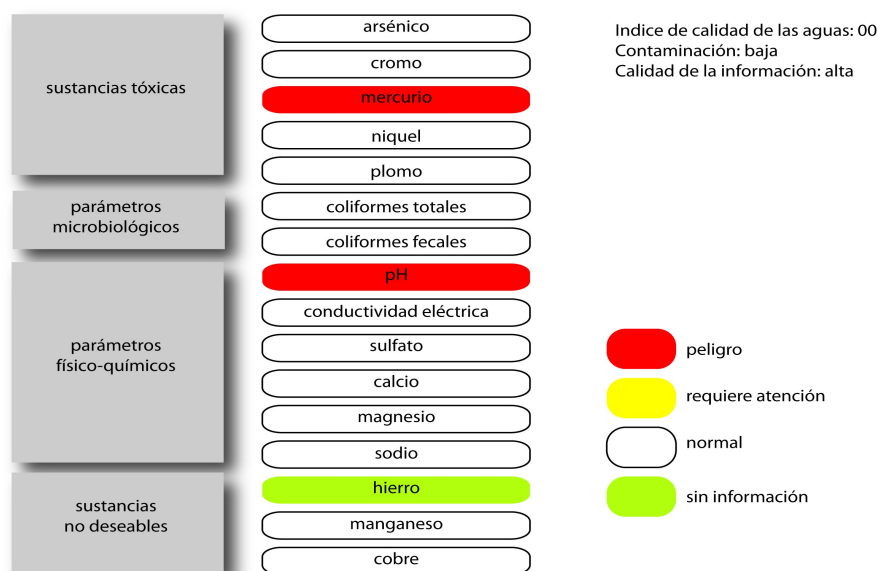 sustancias tóxicas
arsénico
cromo
mercurio
niquel
plomo
parámetros
microbiológicos
coliformes totales
coliformes fecales
parámetros
físico-químicos
pH
conductividad eléctrica
sulfato
calcio
magnesio
sodio
sustancias
no deseables
hierro
manganeso
cobre
Indice de calidad de las aguas: 00
Contaminación: baja
Calidad de la información: alta
peligro
requiere atención
normal
sin información